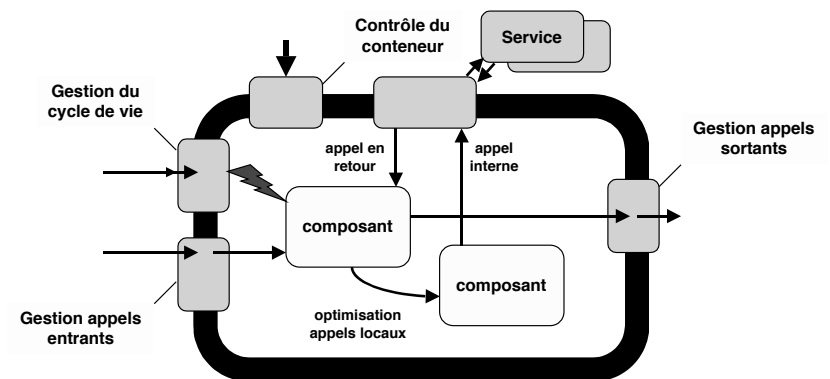 Contrôle du
conteneur
Service
Gestion du
cycle de vie
Gestion appels
sortants
appel en
retour
appel
interne
composant
composant
optimisation
appels locaux
Gestion appels
entrants